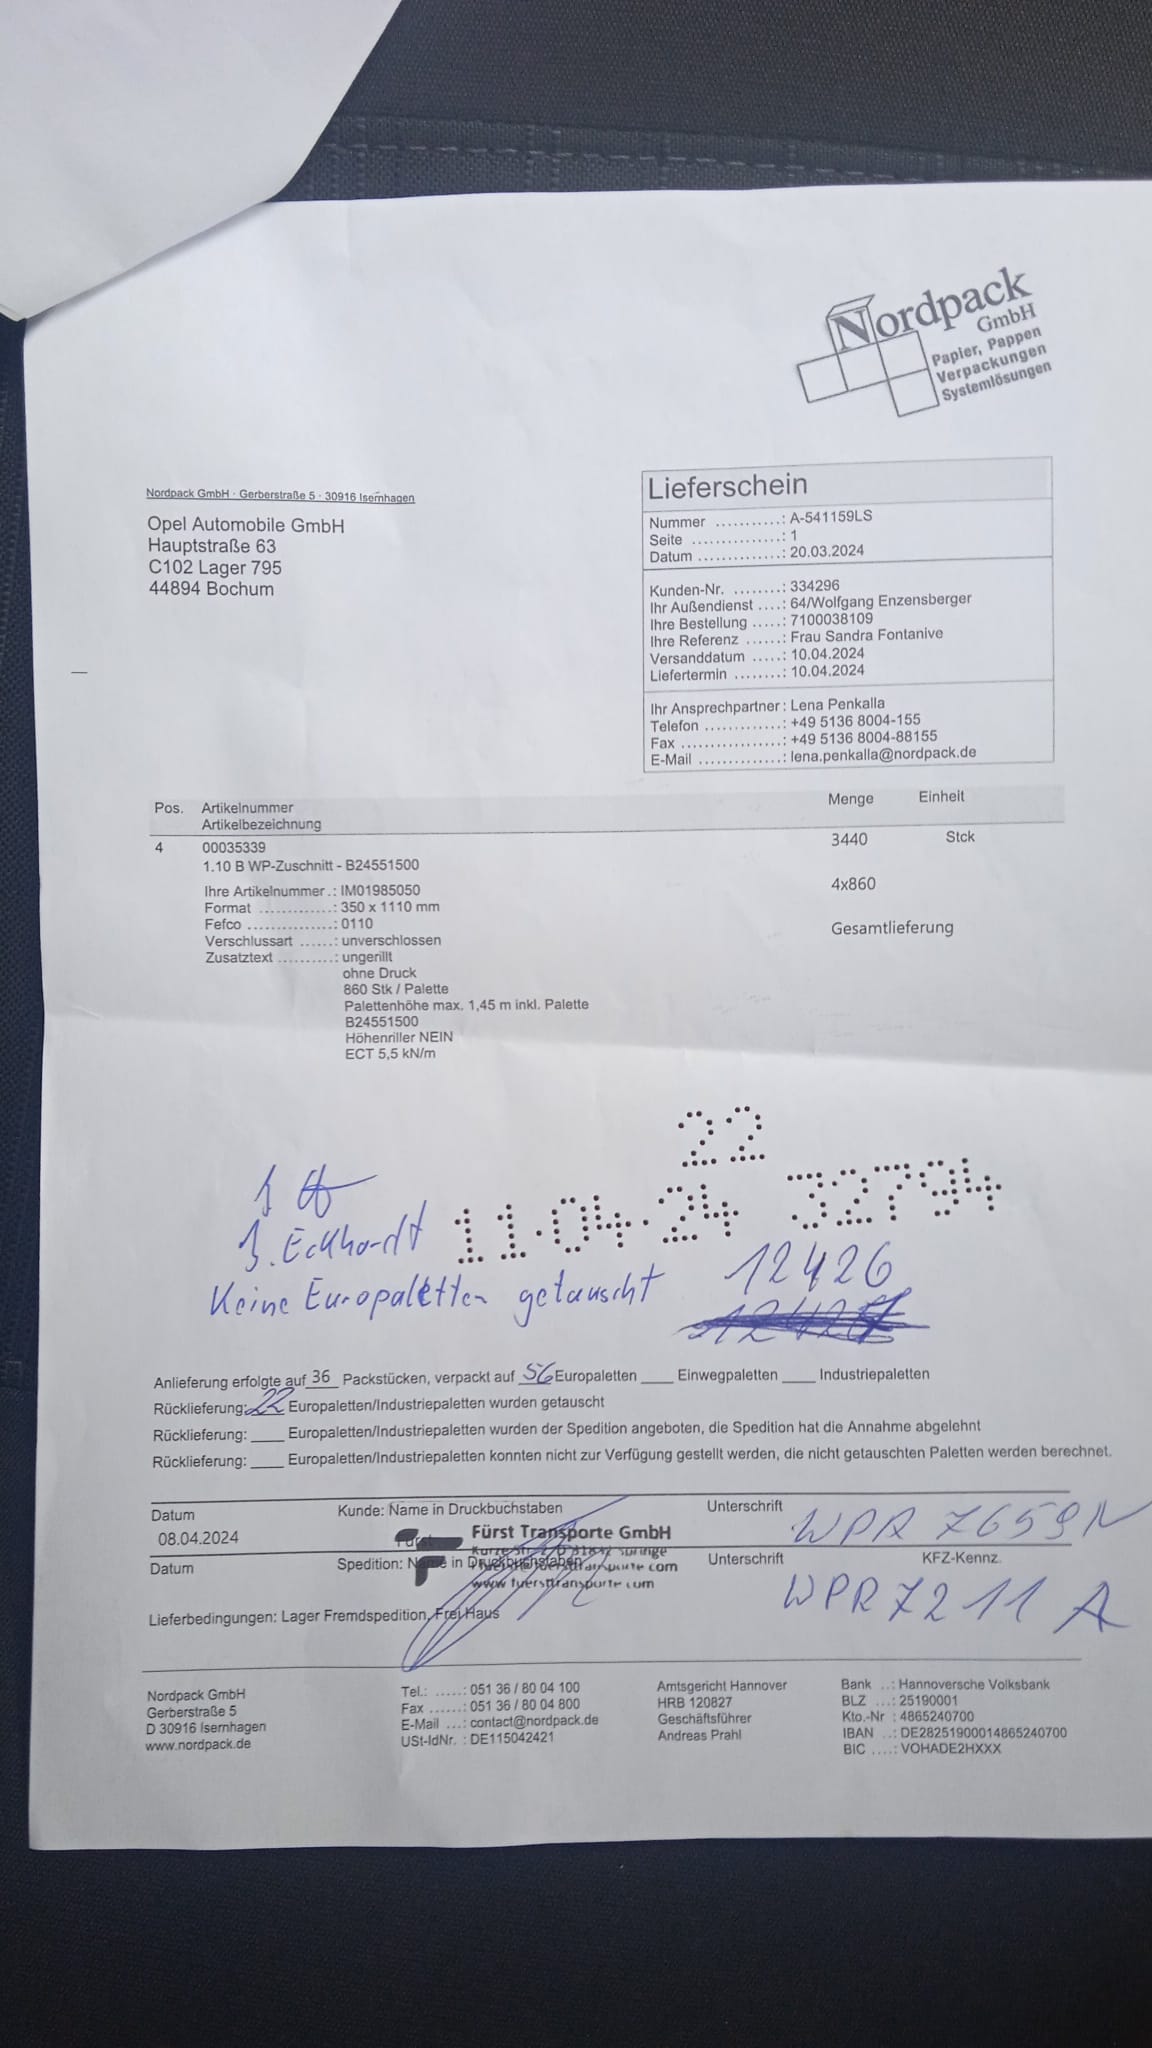 Nordpack
GmbH
Papier, Pappen
Verpackungen
Systemlösungen
Nordpack GmbH · Gerberstraße 5 · 30916 Isernhagen
Opel Automobile GmbH
Hauptstraße 63
C102 Lager 795
44894 Bochum
Lieferschein
Nummer ...........: A-541159LS
Seite ..............: 1
Datum .............: 20.03.2024
Kunden-Nr. ........: 334296
Ihr Außendienst ....: 64/Wolfgang Enzensberger
Ihre Bestellung .....: 7100038109
Ihre Referenz ......: Frau Sandra Fontanive
Versanddatum .....: 10.04.2024
Liefertermin ........: 10.04.2024
Ihr Ansprechpartner : Lena Penkalla
Telefon ............: +49 5136 8004-155
Fax ................: +49 5136 8004-88155
E-Mail .............: lena.penkalla@nordpack.de
Pos. Artikelnummer Menge Einheit
Artikelbezeichnung
4 00035339 3440 Stck
1.10 B WP-Zuschnitt - B24551500
Ihre Artikelnummer .: IM01985050 4x860
Format ............: 350 x 1110 mm
Fefco ..............: 0110 Gesamtlieferung
Verschlussart ......: unverschlossen
Zusatztext ..........: ungerillt
ohne Druck
860 Stk / Palette
Palettenhöhe max. 1,45 m inkl. Palette
B24551500
Höhenriller NEIN
ECT 5,5 kN/m
22
11.04.24 32794
J. Eckhardt
Keine Europaletten getauscht 12426
Anlieferung erfolgte auf 36 Packstücken, verpackt auf 56 Europaletten ____ Einwegpaletten ____ Industriepaletten
Rücklieferung: 22 Europaletten/Industriepaletten wurden getauscht
Rücklieferung: ____ Europaletten/Industriepaletten wurden der Spedition angeboten, die Spedition hat die Annahme abgelehnt
Rücklieferung: ____ Europaletten/Industriepaletten konnten nicht zur Verfügung gestellt werden, die nicht getauschten Paletten werden berechnet.
Datum Kunde: Name in Druckbuchstaben Unterschrift
08.04.2024 Fürst Transporte GmbH WPR 7659N
Datum Spedition: Name in Druckbuchstaben Unterschrift KFZ-Kennz.
www.fuersttransporte.com
WPR 7211 A
Lieferbedingungen: Lager Fremdspedition, Frei Haus
Nordpack GmbH
Gerberstraße 5
D 30916 Isernhagen
www.nordpack.de
Tel.: .....: 051 36 / 80 04 100
Fax ......: 051 36 / 80 04 800
E-Mail ...: contact@nordpack.de
USt-IdNr. : DE115042421
Amtsgericht Hannover
HRB 120827
Geschäftsführer
Andreas Prahl
Bank ..: Hannoversche Volksbank
BLZ ...: 25190001
Kto.-Nr : 4865240700
IBAN ..: DE28251900014865240700
BIC ....: VOHADE2HXXX